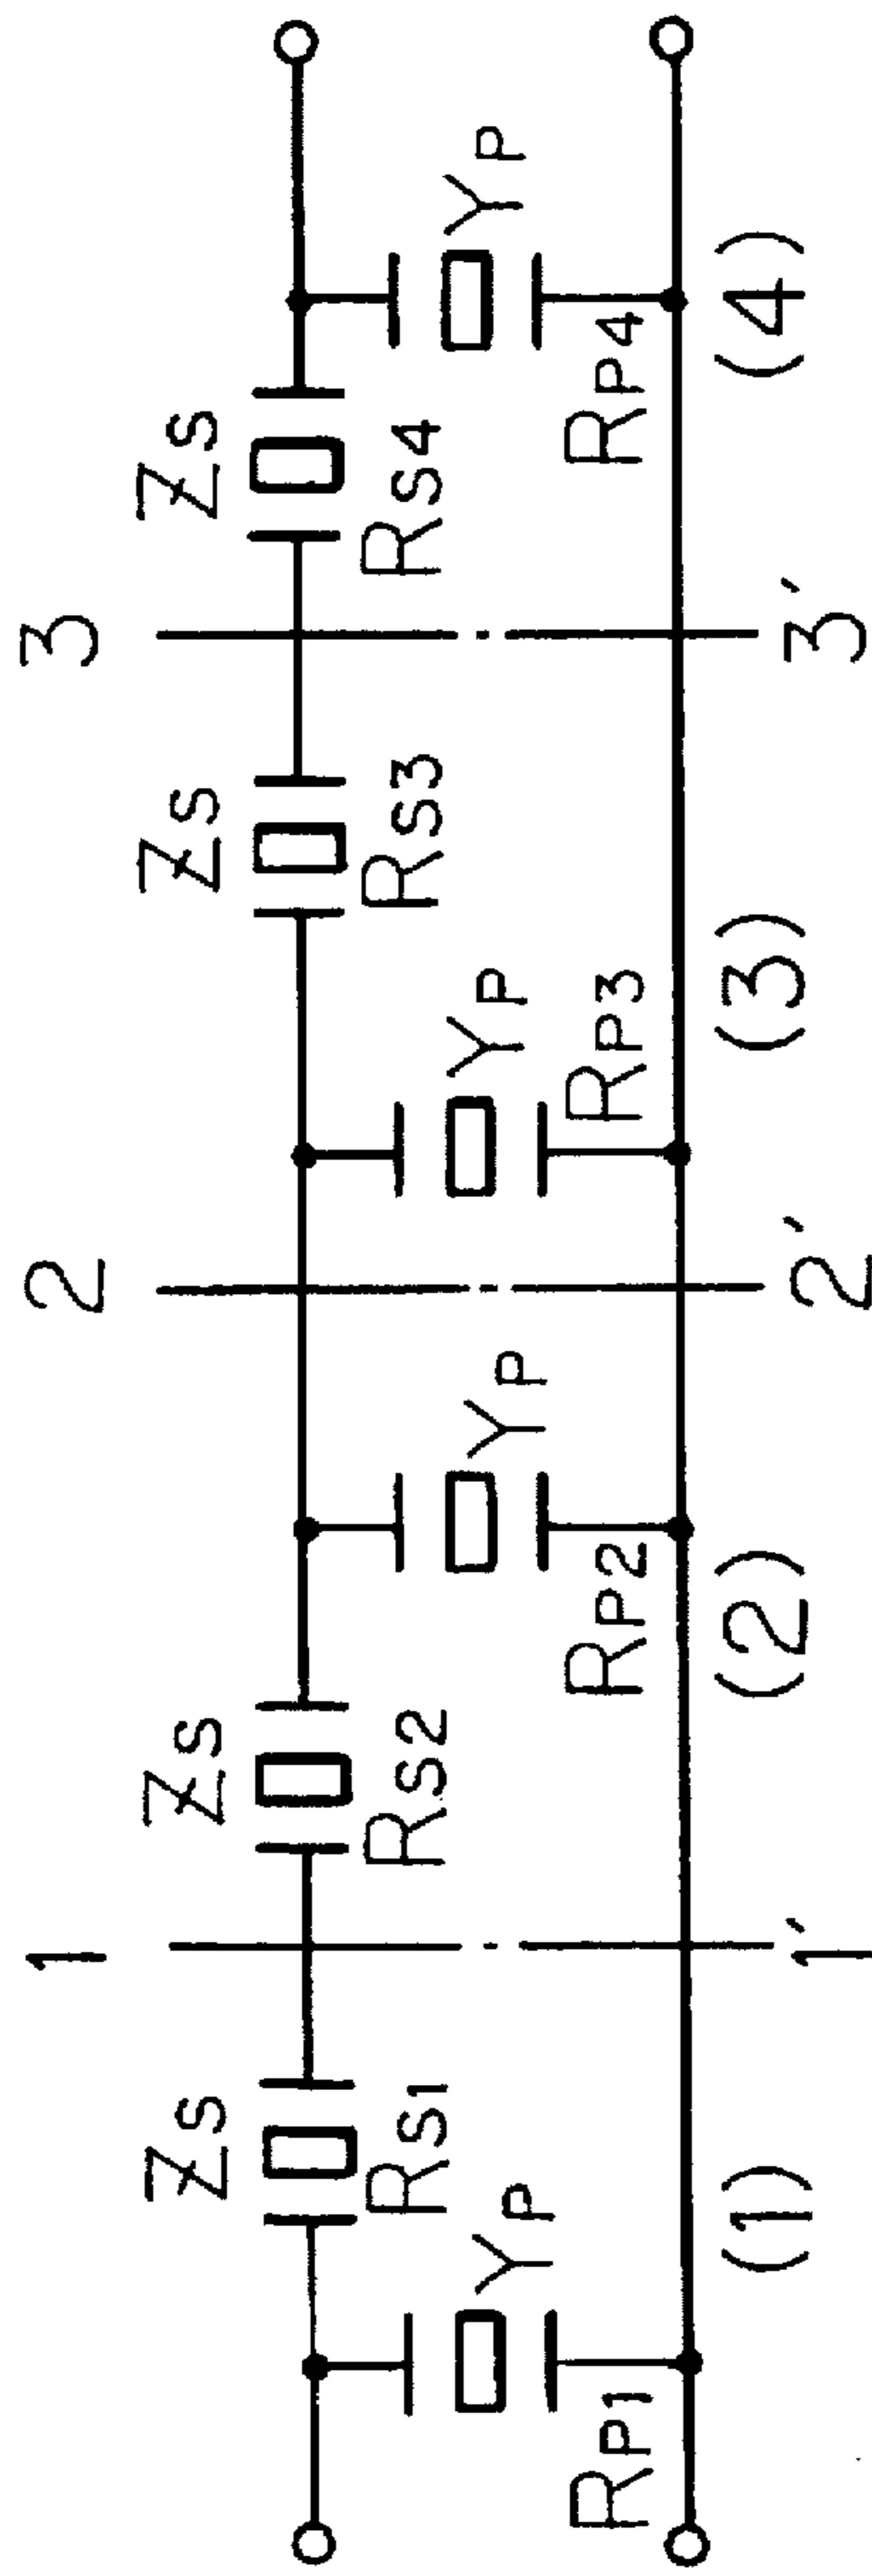 1
2
3
Zs
Zs
Zs
Zs
Rs1
Rs2
Rs3
Rs4
YP
YP
YP
YP
RP1
RP2
RP3
RP4
(1)
(2)
(3)
(4)
1′
2′
3′